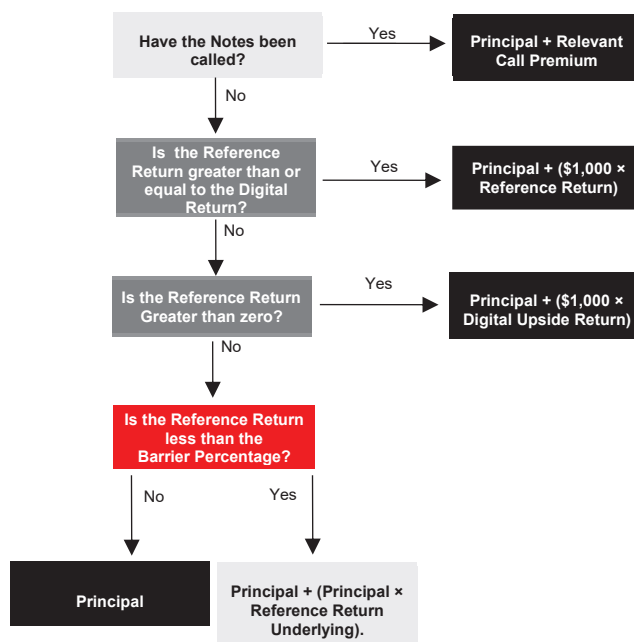 Have the Notes been
called?
Yes
Principal + Relevant
Call Premium
No
Is the Reference
Return greater than or
equal to the Digital
Return?
Yes
Principal + ($1,000 ×
Reference Return)
No
Is the Reference Return
Greater than zero?
Yes
Principal + ($1,000 ×
Digital Upside Return)
No
Is the Reference Return
less than the
Barrier Percentage?
No
Yes
Principal
Principal + (Principal ×
Reference Return
Underlying).